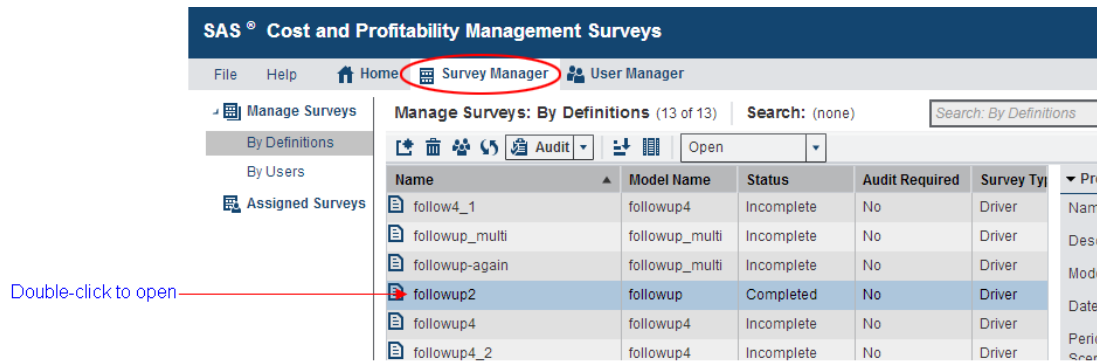 SAS ® Cost and Profitability Management Surveys
File Help Home Survey Manager User Manager
Manage Surveys
By Definitions
By Users
Assigned Surveys
Manage Surveys: By Definitions (13 of 13) Search: (none) Search: By Definitions
Audit Open
Name Model Name Status Audit Required Survey Ty
follow4_1 followup4 Incomplete No Driver
followup_multi followup_multi Incomplete No Driver
followup-again followup_multi Incomplete No Driver
Double-click to open
followup2 followup Completed No Driver
followup4 followup4 Incomplete No Driver
followup4_2 followup4 Incomplete No Driver
Pr
Nam
Des
Mod
Date
Peri